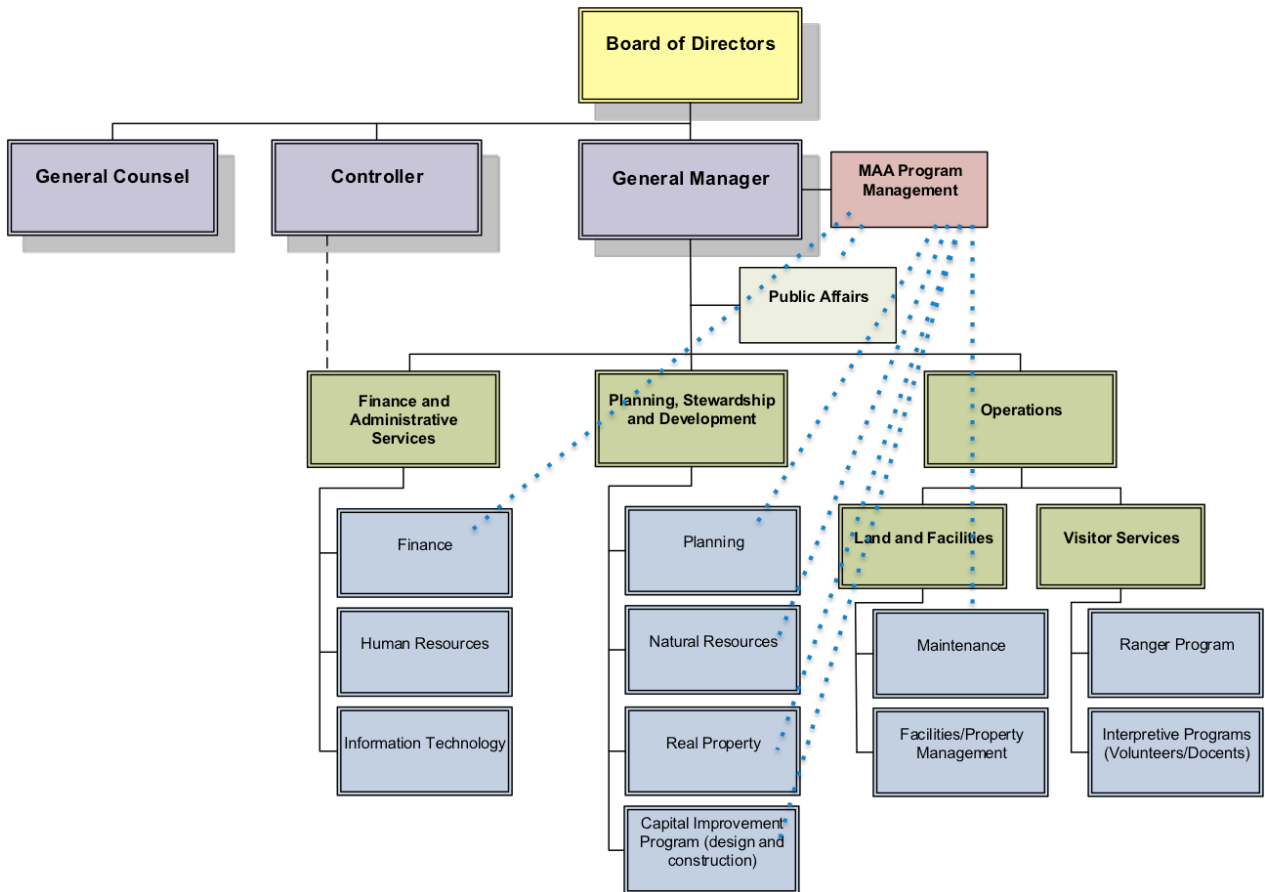 Board of Directors
General Counsel
Controller
General Manager
MAA Program
Management
Public Affairs
Finance and
Administrative
Services
Planning, Stewardship
and Development
Operations
Finance
Planning
Land and Facilities
Visitor Services
Human Resources
Natural Resources
Maintenance
Ranger Program
Information Technology
Real Property
Facilities/Property
Management
Interpretive Programs
(Volunteers/Docents)
Capital Improvement
Program (design and
construction)